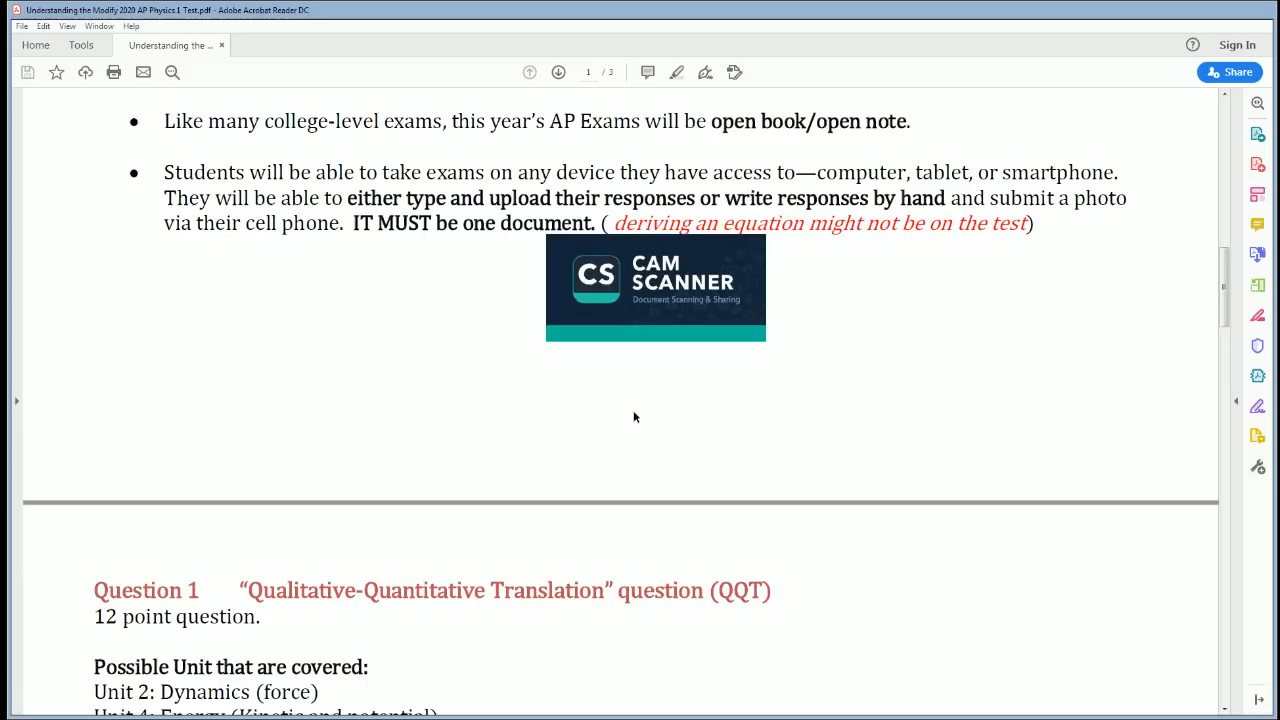 Understanding the Modify 2020 AP Physics 1 Test.pdf - Adobe Acrobat Reader DC
File Edit View Window Help
Home Tools Understanding the ... × Sign In
1 / 3 Share
• Like many college-level exams, this year's AP Exams will be open book/open note.
• Students will be able to take exams on any device they have access to—computer, tablet, or smartphone.
They will be able to either type and upload their responses or write responses by hand and submit a photo
via their cell phone. IT MUST be one document. ( deriving an equation might not be on the test)
CS CAM
SCANNER
Document Scanning & Sharing
Question 1 “Qualitative-Quantitative Translation” question (QQT)
12 point question.
Possible Unit that are covered:
Unit 2: Dynamics (force)
Unit 4: Energy (Kinetic and potential)